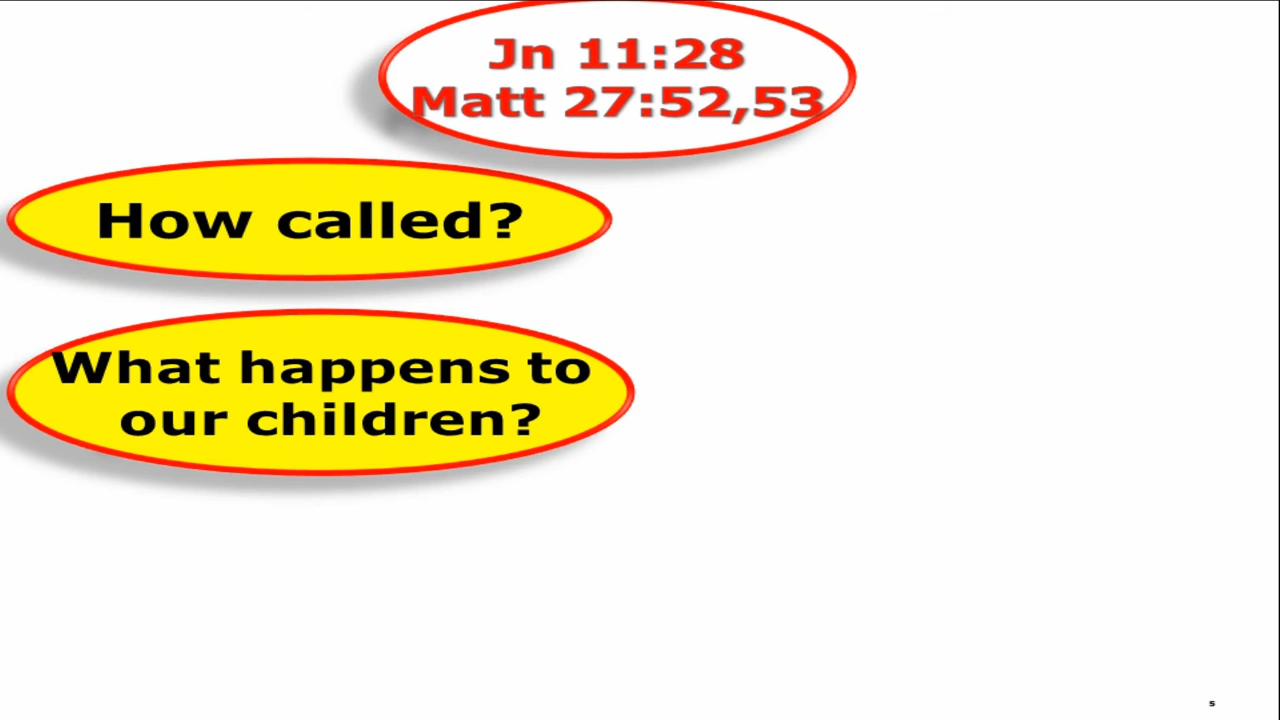 Jn 11:28
Matt 27:52,53
How called?
What happens to
our children?
s